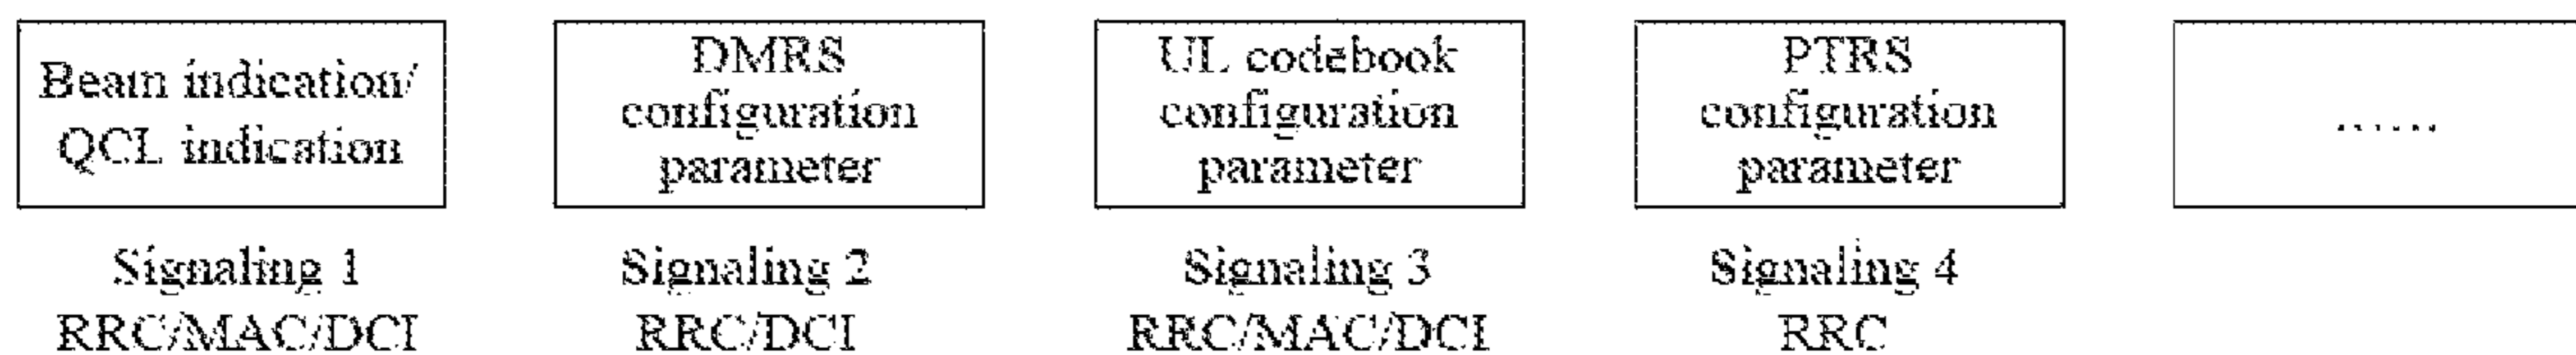 Beam indication/
QCL indication
DMRS
configuration
parameter
UL codebook
configuration
parameter
PTRS
configuration
parameter
......
Signaling 1
RRC/MAC/DCI
Signaling 2
RRC/DCI
Signaling 3
RRC/MAC/DCI
Signaling 4
RRC